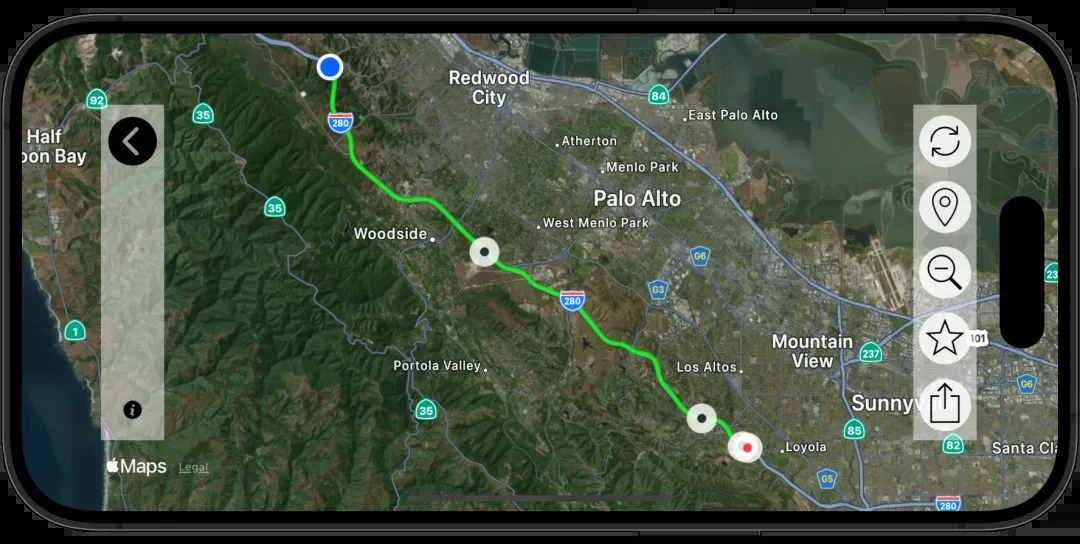 Redwood
City
92
84
35
280
East Palo Alto
Half
oon Bay
Atherton
Menlo Park
Palo Alto
35
Woodside
West Menlo Park
G6
G3
280
237
1
Mountain
View
101
Portola Valley
Los Altos
G6
35
Sunnyv
85
82
Loyola
Santa Cla
Maps
Legal
G5
280